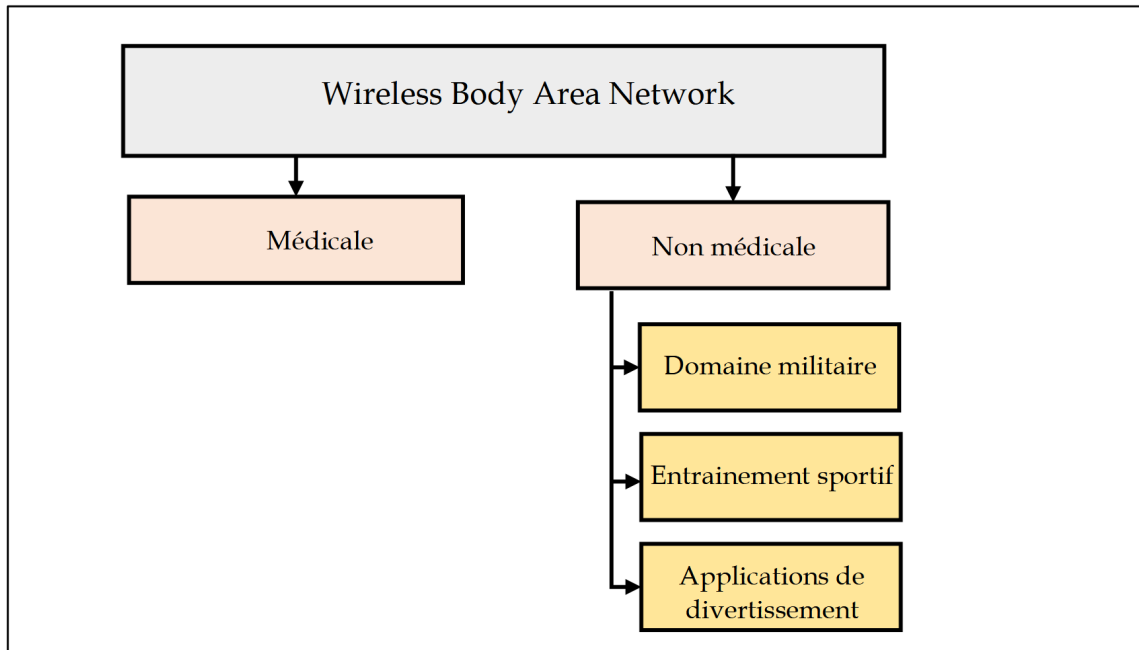 Wireless Body Area Network
Médicale
Non médicale
Domaine militaire
Entrainement sportif
Applications de
divertissement